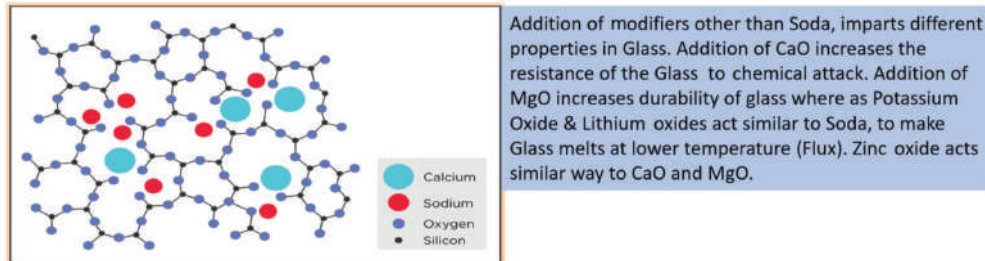 Calcium
Sodium
Oxygen
Silicon
Addition of modifiers other than Soda, imparts different
properties in Glass. Addition of CaO increases the
resistance of the Glass to chemical attack. Addition of
MgO increases durability of glass where as Potassium
Oxide & Lithium oxides act similar to Soda, to make
Glass melts at lower temperature (Flux). Zinc oxide acts
similar way to CaO and MgO.